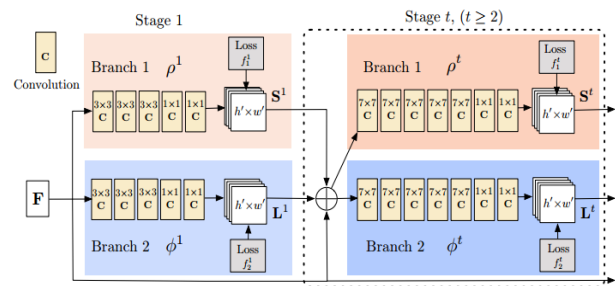 Stage 1
Stage t, (t ≥ 2)
C
Convolution
Branch 1 ρ¹
Loss
f₁¹
3×3 3×3 3×3 1×1 1×1
C C C C C
h′×w′
S¹
Branch 1 ρᵗ
Loss
f₁ᵗ
7×7 7×7 7×7 7×7 7×7 1×1 1×1
C C C C C C C
h′×w′
Sᵗ
F
3×3 3×3 3×3 1×1 1×1
C C C C C
h′×w′
L¹
Branch 2 ϕ¹
Loss
f₂¹
7×7 7×7 7×7 7×7 7×7 1×1 1×1
C C C C C C C
h′×w′
Lᵗ
Branch 2 ϕᵗ
Loss
f₂ᵗ